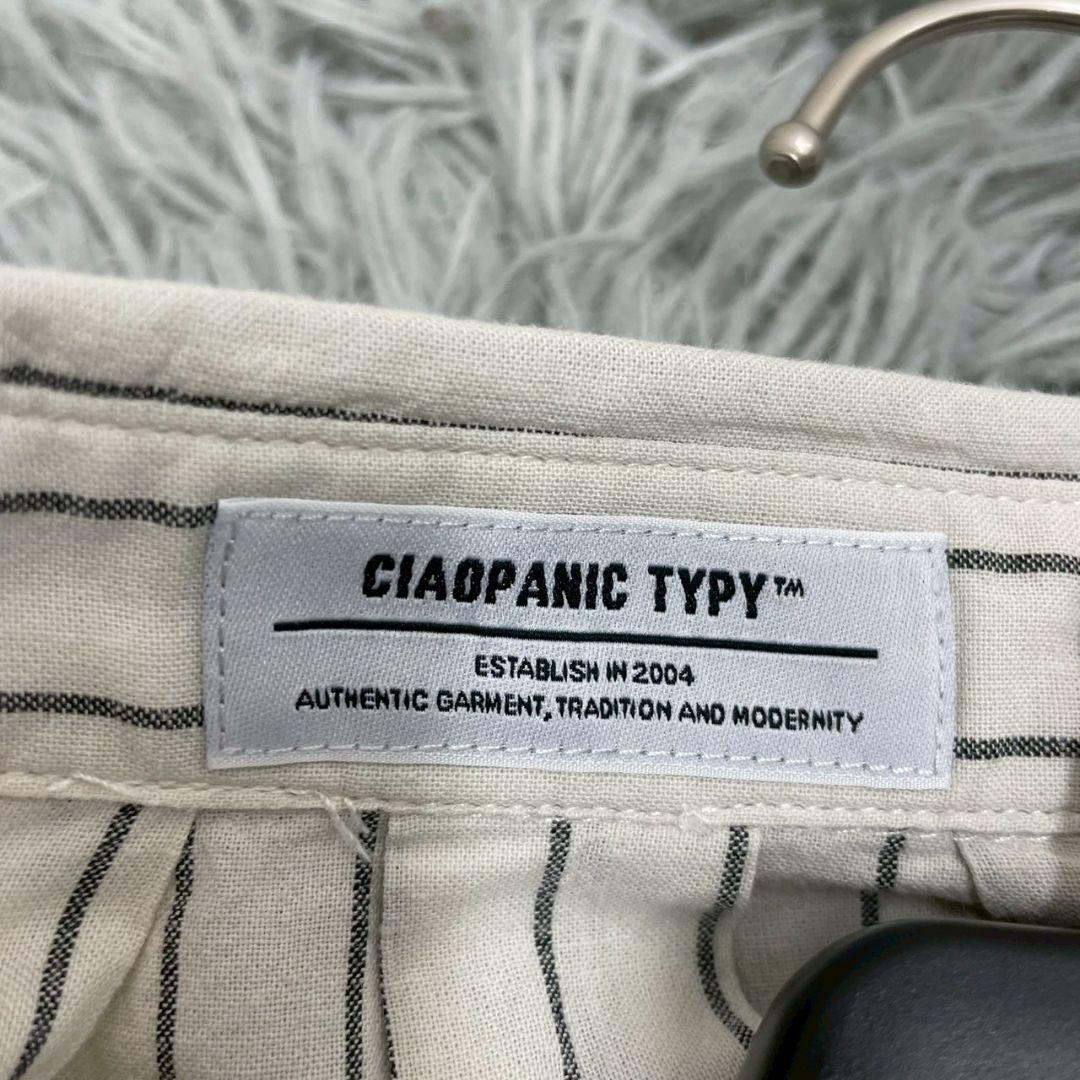 CIAOPANIC TYPY™
ESTABLISH IN 2004
AUTHENTIC GARMENT, TRADITION AND MODERNITY